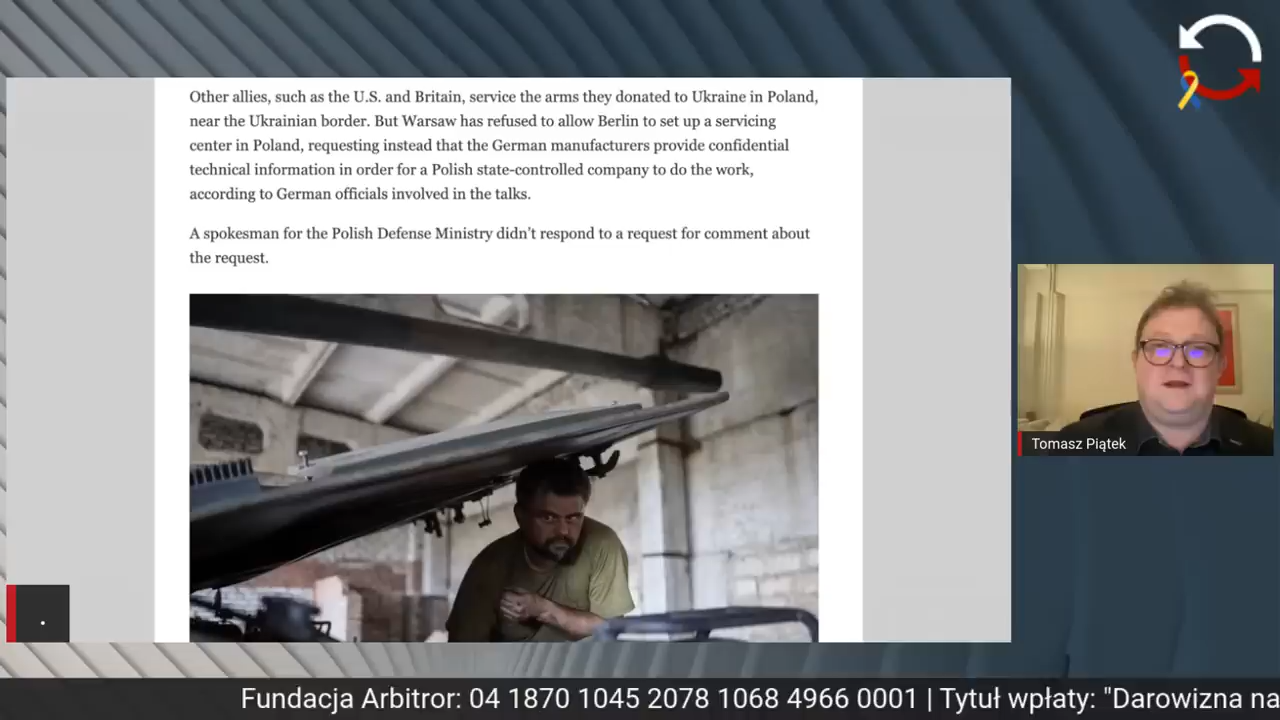 Other allies, such as the U.S. and Britain, service the arms they donated to Ukraine in Poland,
near the Ukrainian border. But Warsaw has refused to allow Berlin to set up a servicing
center in Poland, requesting instead that the German manufacturers provide confidential
technical information in order for a Polish state-controlled company to do the work,
according to German officials involved in the talks.
A spokesman for the Polish Defense Ministry didn’t respond to a request for comment about
the request.
Tomasz Piątek
.
Fundacja Arbitror: 04 1870 1045 2078 1068 4966 0001 | Tytuł wpłaty: "Darowizna na